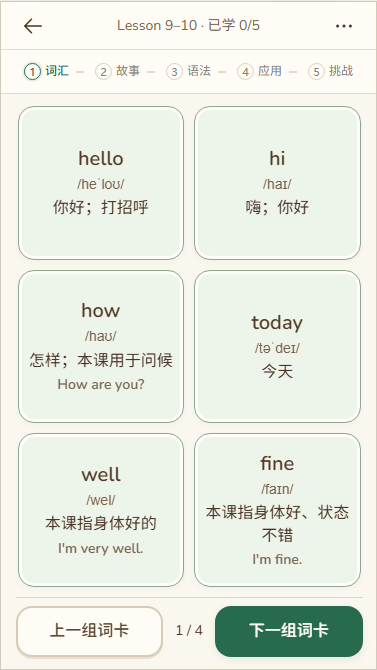 Lesson 9–10 · 已学 0/5
1 词汇 – 2 故事 – 3 语法 – 4 应用 – 5 挑战
hello
/heˈloʊ/
你好；打招呼
hi
/haɪ/
嗨；你好
how
/haʊ/
怎样；本课用于问候
How are you?
today
/təˈdeɪ/
今天
well
/wel/
本课指身体好的
I'm very well.
fine
/faɪn/
本课指身体好、状态
不错
I'm fine.
上一组词卡
1 / 4
下一组词卡